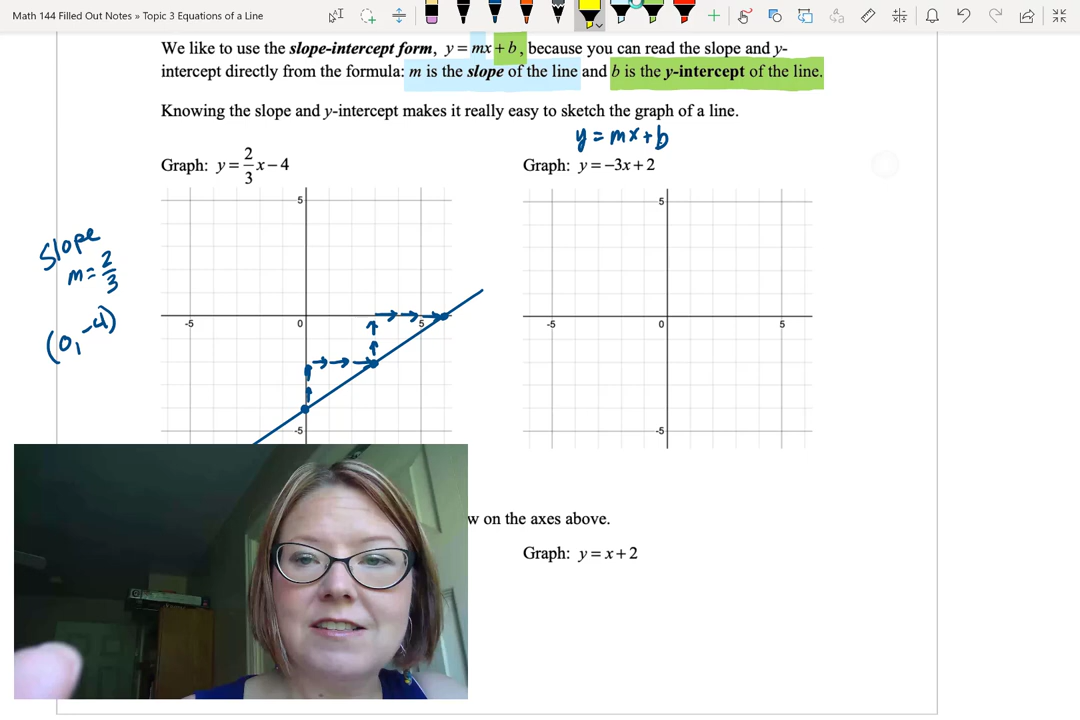 Math 144 Filled Out Notes » Topic 3 Equations of a Line
We like to use the slope-intercept form, y = mx + b, because you can read the slope and y-
intercept directly from the formula: m is the slope of the line and b is the y-intercept of the line.
Knowing the slope and y-intercept makes it really easy to sketch the graph of a line.
y = mx + b
Graph: y = 2/3 x − 4
Graph: y = −3x + 2
5
5
Slope
m = 2/3
(0, -4)
-5
0
5
-5
0
5
-5
-5
w on the axes above.
Graph: y = x + 2